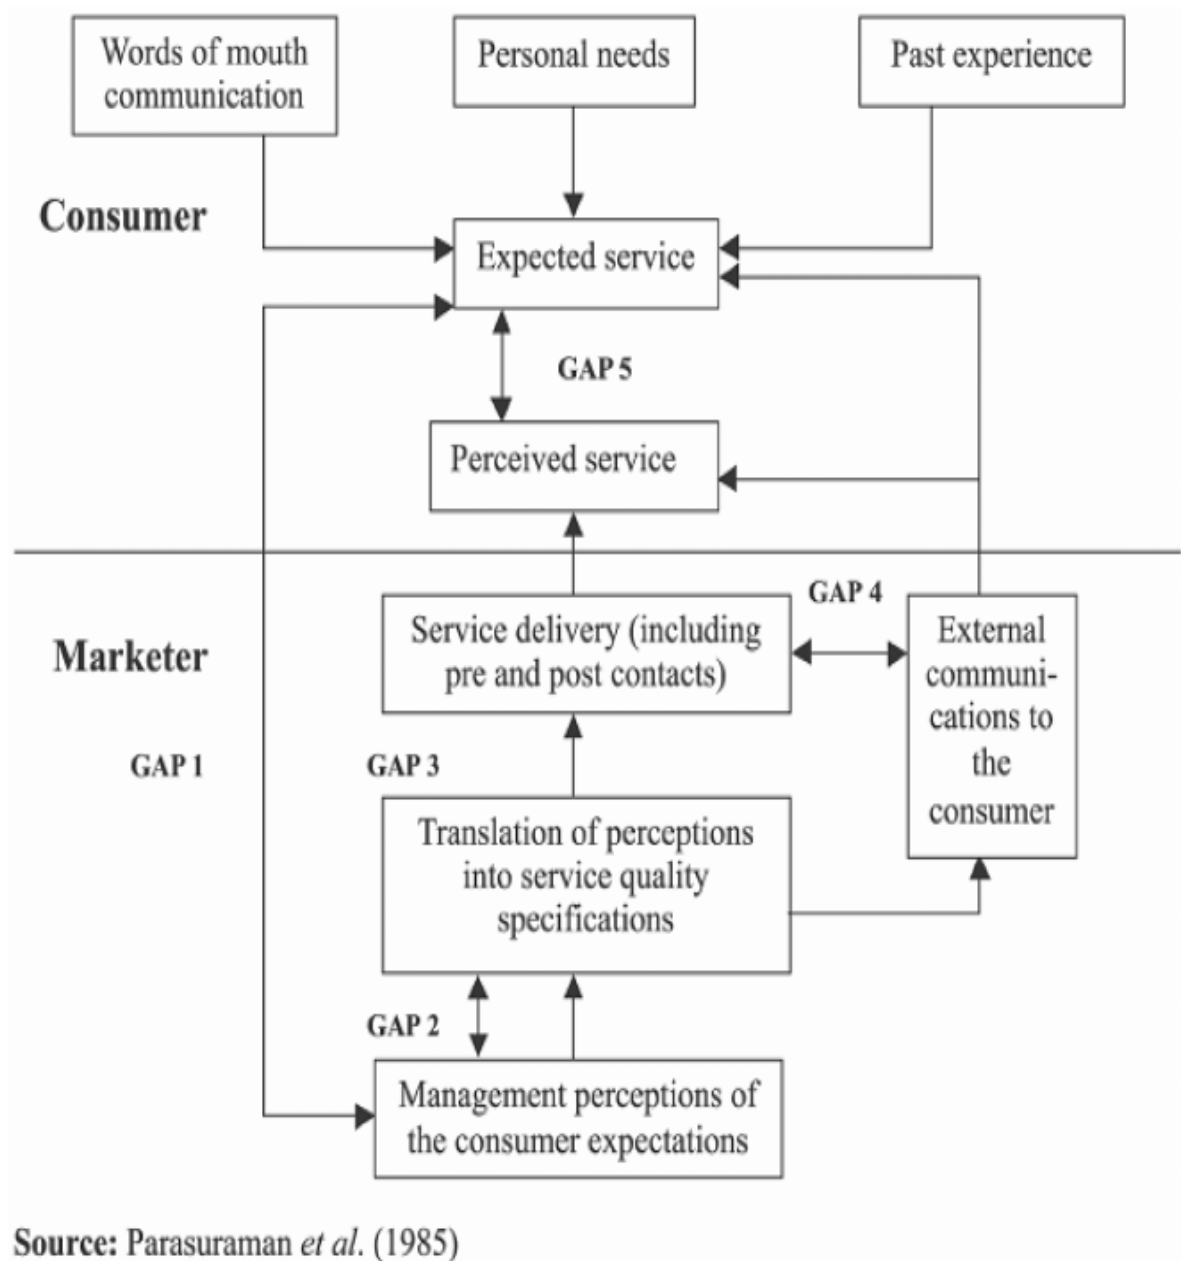 Words of mouth
communication
Personal needs
Past experience
Consumer
Expected service
GAP 5
Perceived service
GAP 4
Marketer
Service delivery (including
pre and post contacts)
External
communi-
cations to
the
consumer
GAP 1
GAP 3
Translation of perceptions
into service quality
specifications
GAP 2
Management perceptions of
the consumer expectations
Source: Parasuraman et al. (1985)